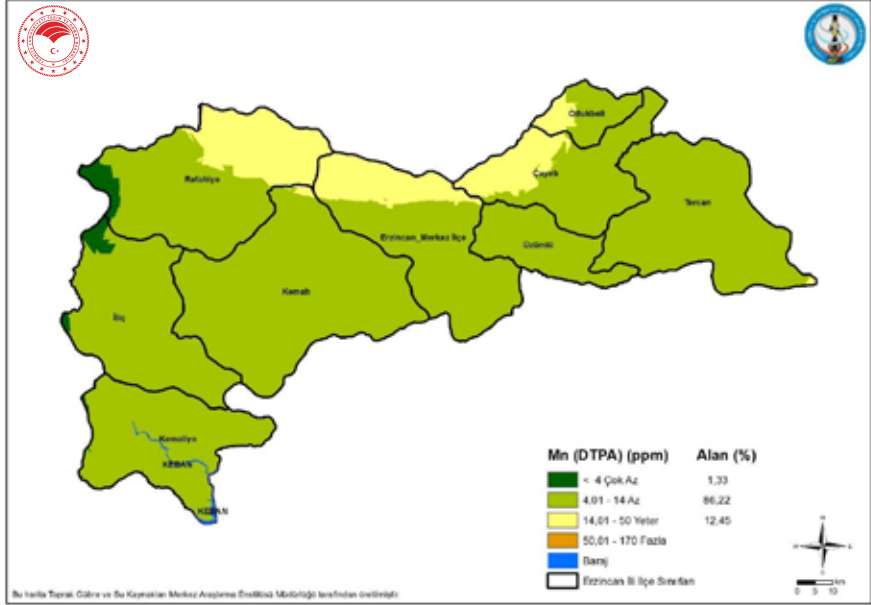 Otlukbeli
Refahiye
Çayırlı
Tercan
Erzincan_Merkez İlçe
Üzümlü
Kemah
İliç
Kemaliye
KEBAN
KEBAN
Mn (DTPA) (ppm) Alan (%)
< 4 Çok Az 1,33
4,01 - 14 Az 86,22
14,01 - 50 Yeter 12,45
50,01 - 170 Fazla
Baraj
Erzincan İli İlçe Sınırları
km
0 5 10
Bu harita Toprak Gübre ve Su Kaynakları Merkez Araştırma Enstitüsü Müdürlüğü tarafından üretilmiştir.